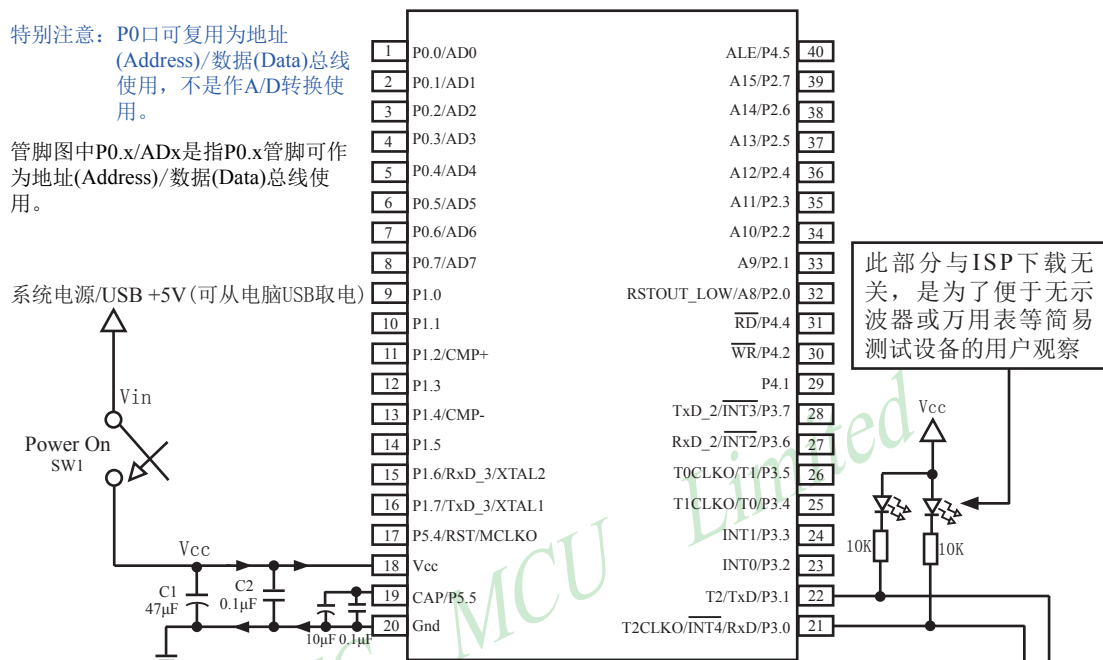 特别注意：P0口可复用为地址
(Address)/数据(Data)总线
使用，不是作A/D转换使
用。
管脚图中P0.x/ADx是指P0.x管脚可作
为地址(Address)/数据(Data)总线使
用。
系统电源/USB +5V(可从电脑USB取电)
Vin
Power On
SW1
Vcc
C1
47μF
C2
0.1μF
10μF 0.1μF
1 P0.0/AD0
2 P0.1/AD1
3 P0.2/AD2
4 P0.3/AD3
5 P0.4/AD4
6 P0.5/AD5
7 P0.6/AD6
8 P0.7/AD7
9 P1.0
10 P1.1
11 P1.2/CMP+
12 P1.3
13 P1.4/CMP-
14 P1.5
15 P1.6/RxD_3/XTAL2
16 P1.7/TxD_3/XTAL1
17 P5.4/RST/MCLKO
18 Vcc
19 CAP/P5.5
20 Gnd
ALE/P4.5 40
A15/P2.7 39
A14/P2.6 38
A13/P2.5 37
A12/P2.4 36
A11/P2.3 35
A10/P2.2 34
A9/P2.1 33
RSTOUT_LOW/A8/P2.0 32
RD/P4.4 31
WR/P4.2 30
P4.1 29
TxD_2/INT3/P3.7 28
RxD_2/INT2/P3.6 27
T0CLKO/T1/P3.5 26
T1CLKO/T0/P3.4 25
INT1/P3.3 24
INT0/P3.2 23
T2/TxD/P3.1 22
T2CLKO/INT4/RxD/P3.0 21
此部分与ISP下载无
关，是为了便于无示
波器或万用表等简易
测试设备的用户观察
Vcc
10K
10K
MCU Limited